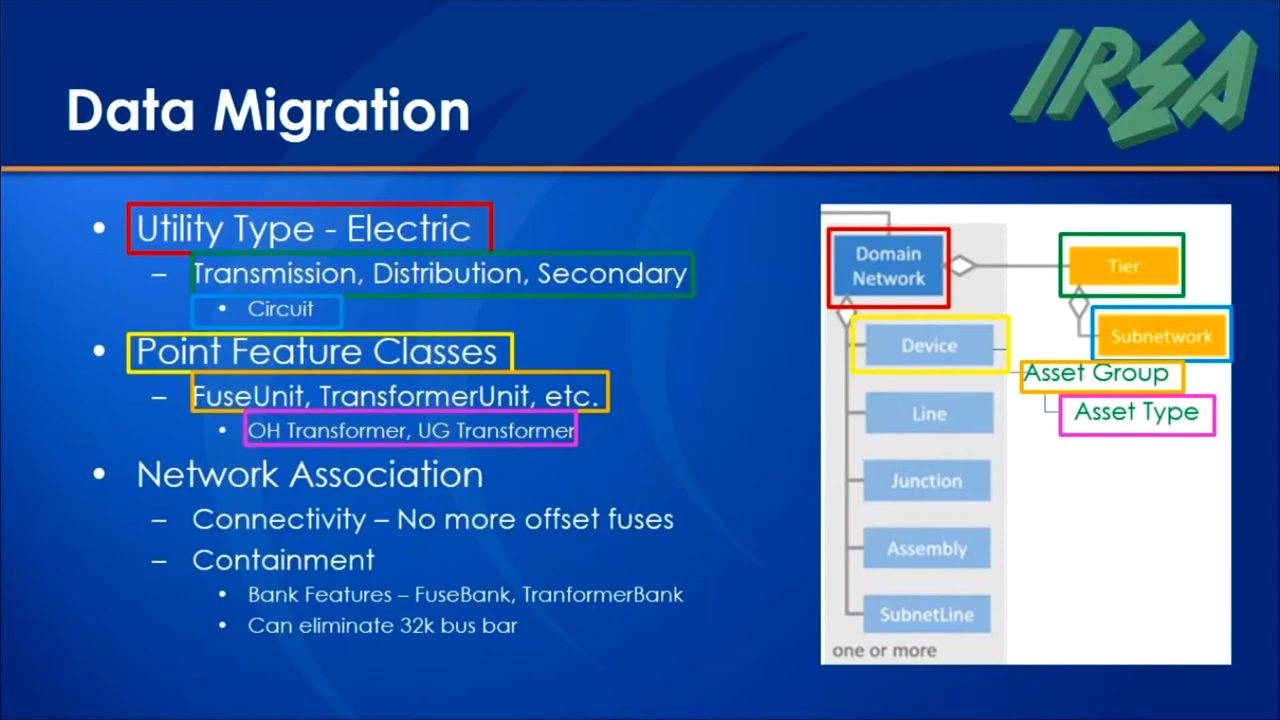 IREA
Data Migration
• Utility Type - Electric
– Transmission, Distribution, Secondary
• Circuit
• Point Feature Classes
– FuseUnit, TransformerUnit, etc.
• OH Transformer, UG Transformer
• Network Association
– Connectivity – No more offset fuses
– Containment
• Bank Features – FuseBank, TranformerBank
• Can eliminate 32k bus bar
Domain
Network
Tier
Subnetwork
Device
Asset Group
Asset Type
Line
Junction
Assembly
SubnetLine
one or more